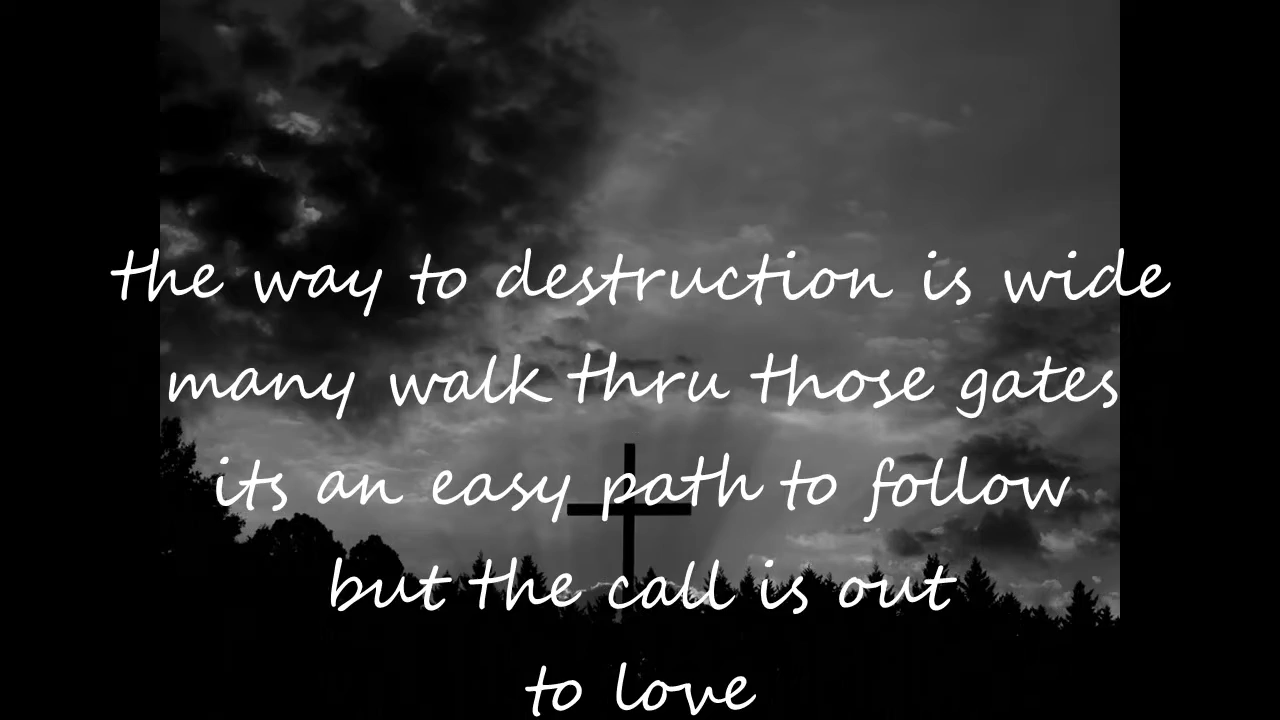 the way to destruction is wide
many walk thru those gates
its an easy path to follow
but the call is out
to love